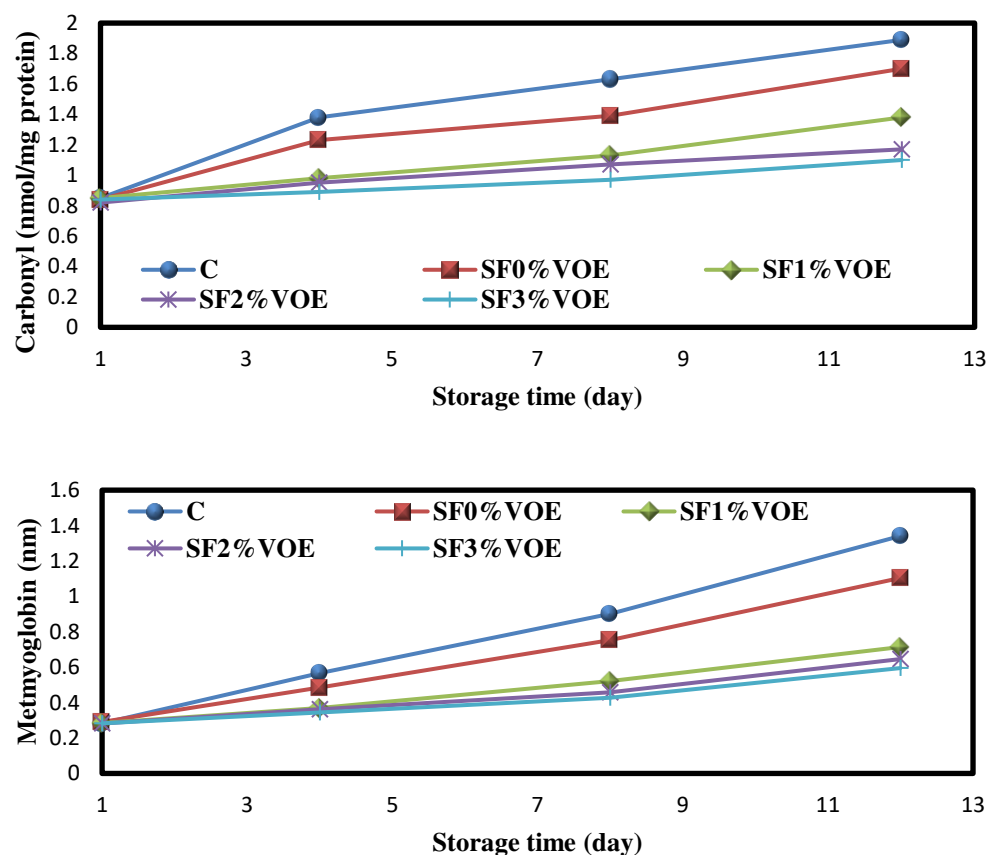 Carbonyl (nmol/mg protein)
2
1.8
1.6
1.4
1.2
1
0.8
0.6
0.4
0.2
0
C SF0%VOE SF1%VOE
SF2%VOE SF3%VOE
1 3 5 7 9 11 13
Storage time (day)
Metmyoglobin (nm)
1.6
1.4
1.2
1
0.8
0.6
0.4
0.2
0
C SF0%VOE SF1%VOE
SF2%VOE SF3%VOE
1 3 5 7 9 11 13
Storage time (day)